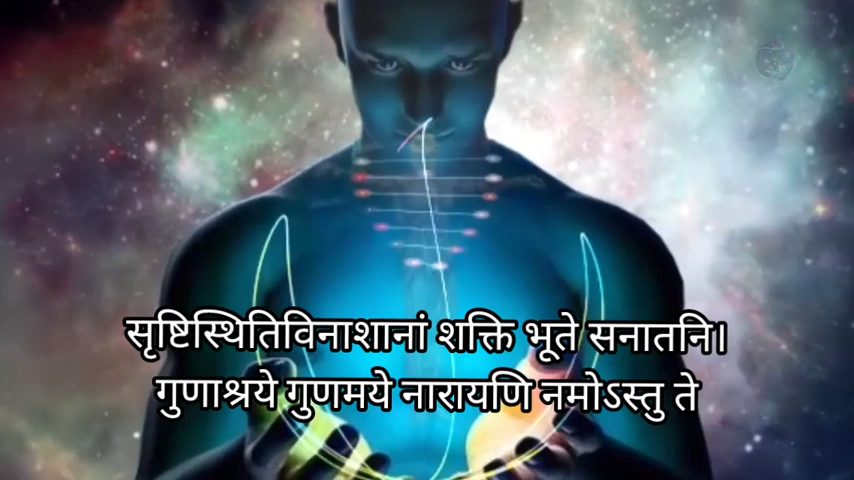 सृष्टिस्थितिविनाशानां शक्ति भूते सनातनि।
गुणाश्रये गुणमये नारायणि नमोऽस्तु ते